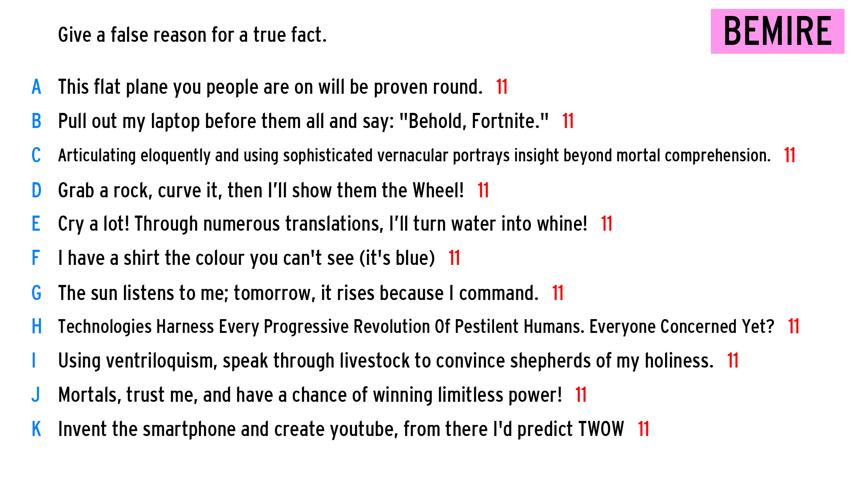 Give a false reason for a true fact.
BEMIRE
A This flat plane you people are on will be proven round. 11
B Pull out my laptop before them all and say: "Behold, Fortnite." 11
C Articulating eloquently and using sophisticated vernacular portrays insight beyond mortal comprehension. 11
D Grab a rock, curve it, then I'll show them the Wheel! 11
E Cry a lot! Through numerous translations, I'll turn water into whine! 11
F I have a shirt the colour you can't see (it's blue) 11
G The sun listens to me; tomorrow, it rises because I command. 11
H Technologies Harness Every Progressive Revolution Of Pestilent Humans. Everyone Concerned Yet? 11
I Using ventriloquism, speak through livestock to convince shepherds of my holiness. 11
J Mortals, trust me, and have a chance of winning limitless power! 11
K Invent the smartphone and create youtube, from there I'd predict TWOW 11